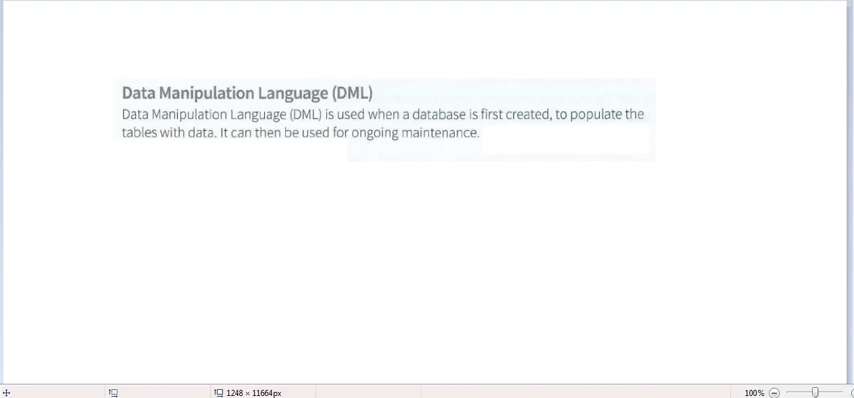 Data Manipulation Language (DML)
Data Manipulation Language (DML) is used when a database is first created, to populate the
tables with data. It can then be used for ongoing maintenance.
1248 × 11664px
100%